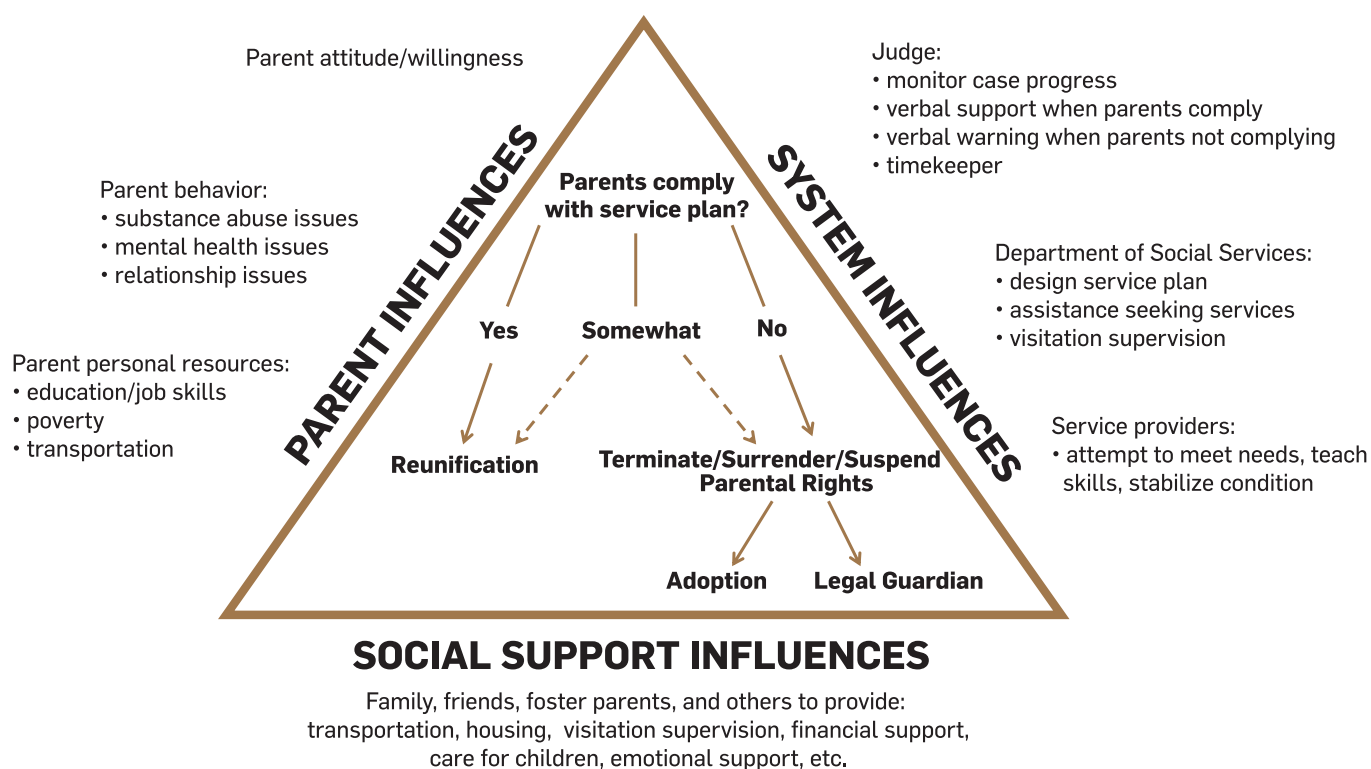 Parent attitude/willingness
Judge:
• monitor case progress
• verbal support when parents comply
• verbal warning when parents not complying
• timekeeper
PARENT INFLUENCES
SYSTEM INFLUENCES
Parent behavior:
• substance abuse issues
• mental health issues
• relationship issues
Parents comply
with service plan?
Department of Social Services:
• design service plan
• assistance seeking services
• visitation supervision
Yes
Somewhat
No
Parent personal resources:
• education/job skills
• poverty
• transportation
Service providers:
• attempt to meet needs, teach
skills, stabilize condition
Reunification
Terminate/Surrender/Suspend
Parental Rights
Adoption
Legal Guardian
SOCIAL SUPPORT INFLUENCES
Family, friends, foster parents, and others to provide:
transportation, housing, visitation supervision, financial support,
care for children, emotional support, etc.